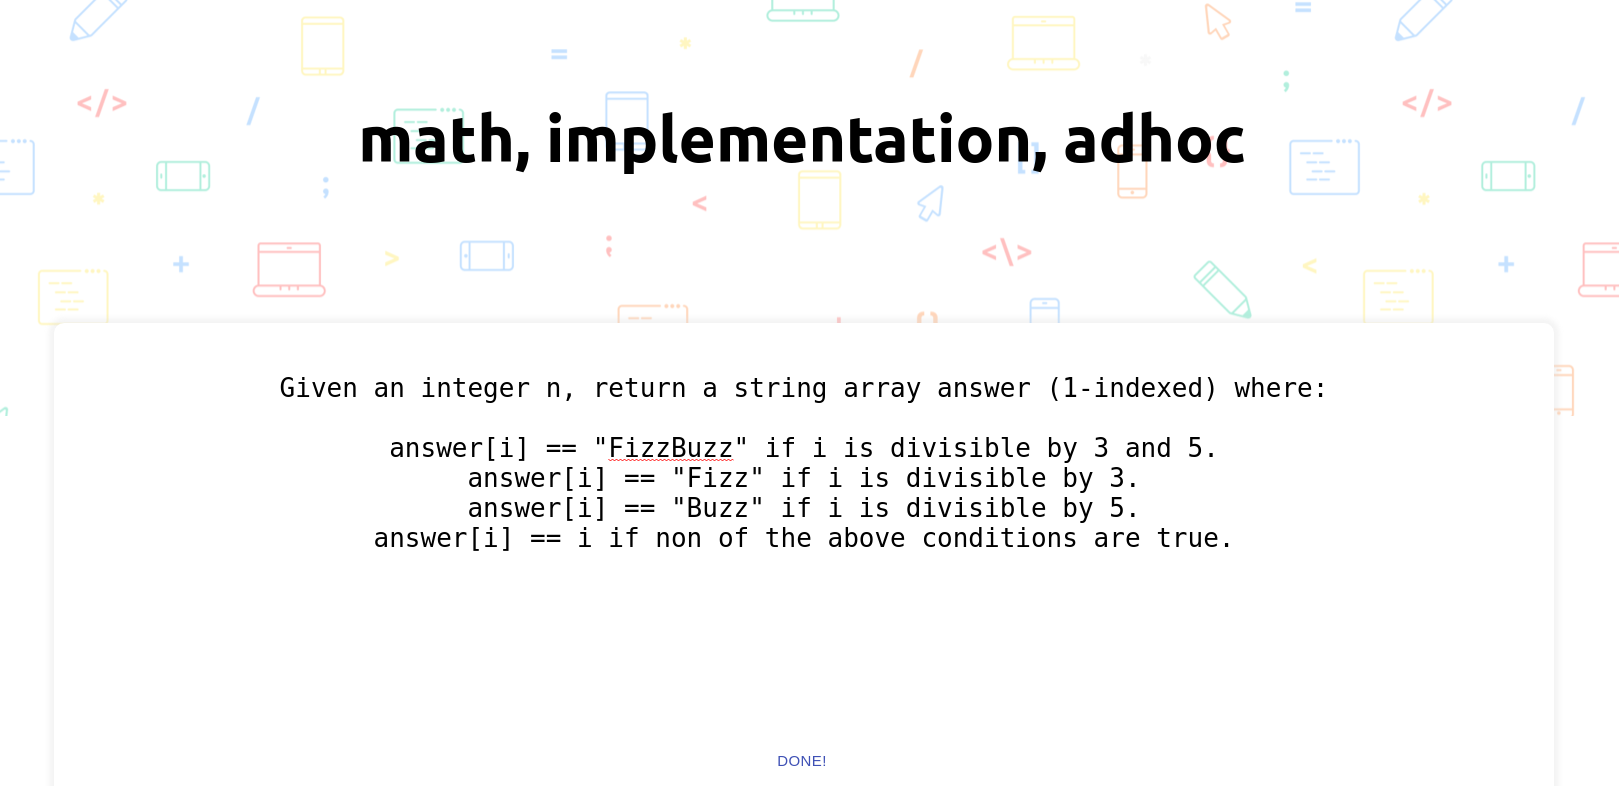 math, implementation, adhoc
Given an integer n, return a string array answer (1-indexed) where:
answer[i] == "FizzBuzz" if i is divisible by 3 and 5.
answer[i] == "Fizz" if i is divisible by 3.
answer[i] == "Buzz" if i is divisible by 5.
answer[i] == i if non of the above conditions are true.
DONE!